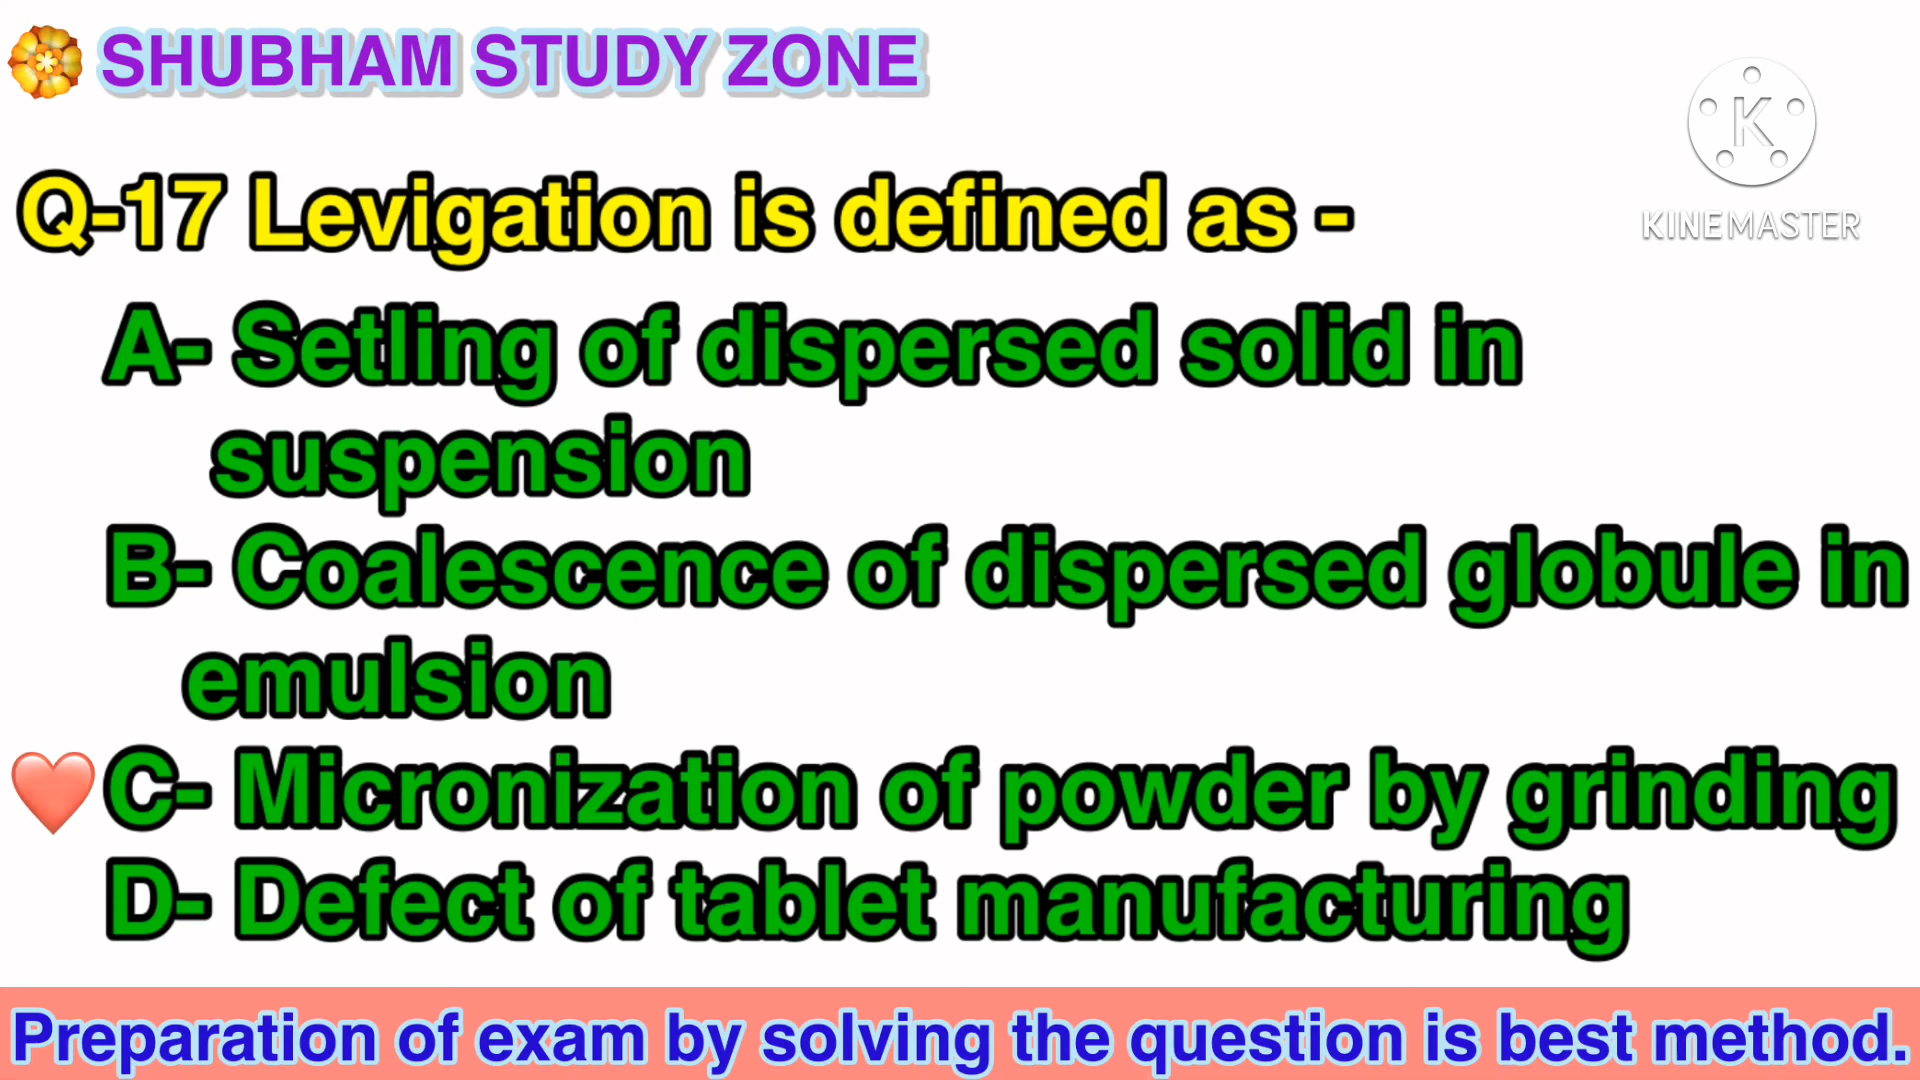 SHUBHAM STUDY ZONE
K
KINEMASTER
Q-17 Levigation is defined as -
A- Setling of dispersed solid in
suspension
B- Coalescence of dispersed globule in
emulsion
C- Micronization of powder by grinding
D- Defect of tablet manufacturing
Preparation of exam by solving the question is best method.